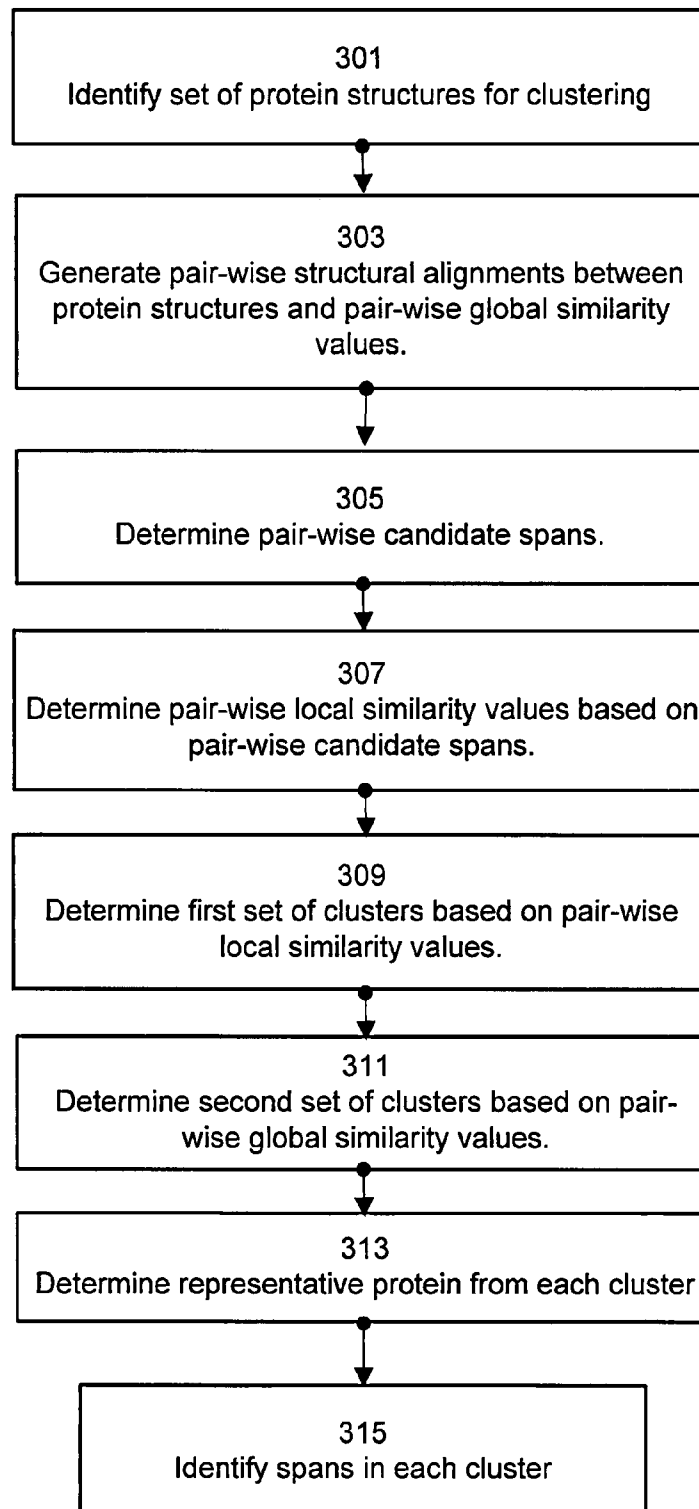 301
Identify set of protein structures for clustering
303
Generate pair-wise structural alignments between
protein structures and pair-wise global similarity
values.
305
Determine pair-wise candidate spans.
307
Determine pair-wise local similarity values based on
pair-wise candidate spans.
309
Determine first set of clusters based on pair-wise
local similarity values.
311
Determine second set of clusters based on pair-
wise global similarity values.
313
Determine representative protein from each cluster
315
Identify spans in each cluster